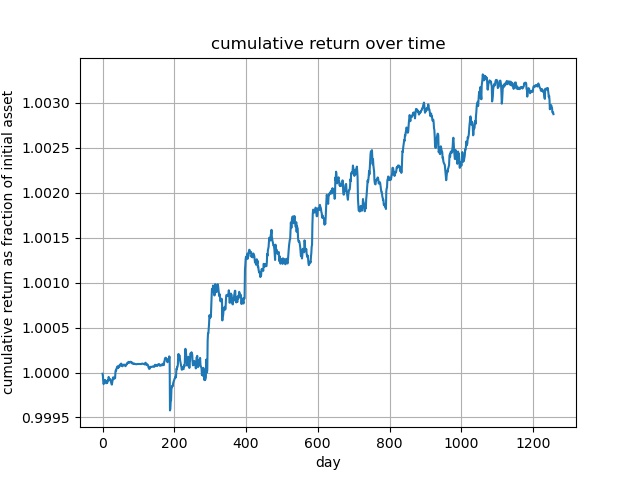 cumulative return over time
cumulative return as fraction of initial asset
1.0030
1.0025
1.0020
1.0015
1.0010
1.0005
1.0000
0.9995
0 200 400 600 800 1000 1200
day